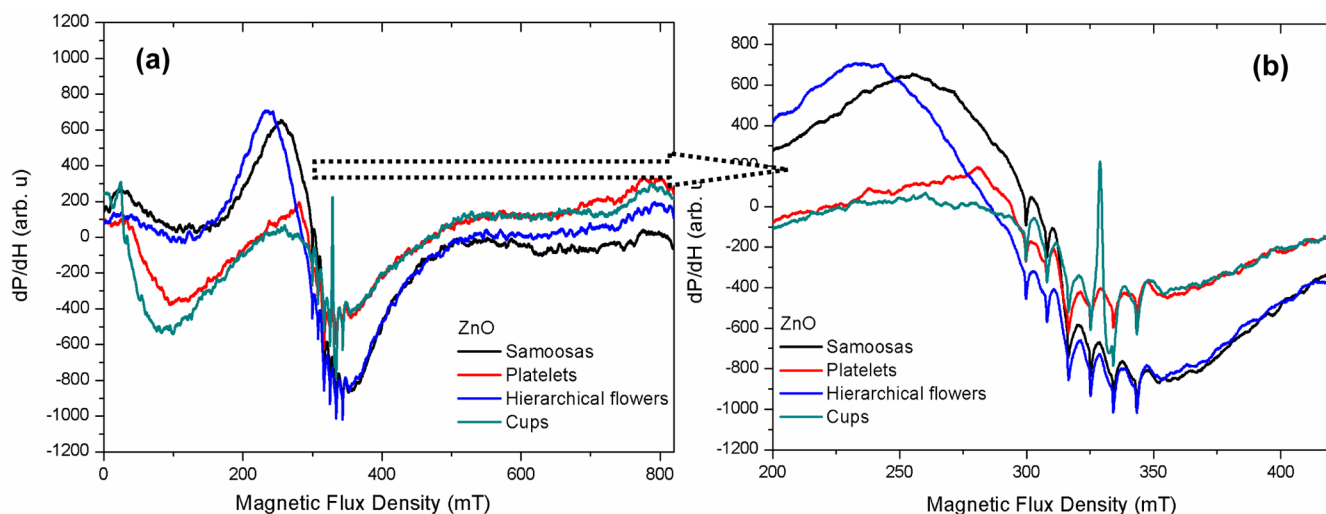 (a)
1200
1000
800
600
400
200
0
-200
-400
-600
-800
-1000
-1200
dP/dH (arb. u)
ZnO
Samoosas
Platelets
Hierarchical flowers
Cups
0
200
400
600
800
Magnetic Flux Density (mT)
(b)
800
600
400
200
0
-200
-400
-600
-800
-1000
-1200
dP/dH (arb. u
ZnO
Samoosas
Platelets
Hierarchical flowers
Cups
200
250
300
350
400
Magnetic Flux Density (mT)